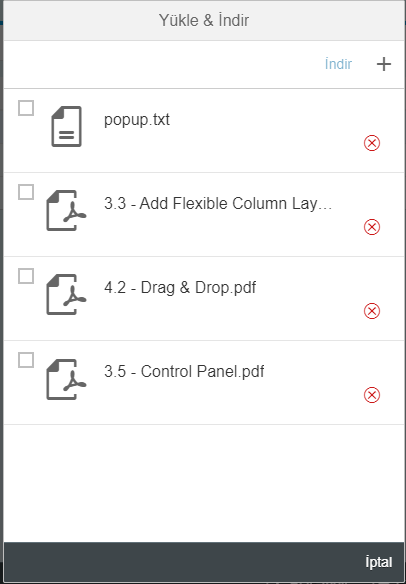 Yükle & İndir
İndir
popup.txt
3.3 - Add Flexible Column Lay…
4.2 - Drag & Drop.pdf
3.5 - Control Panel.pdf
İptal